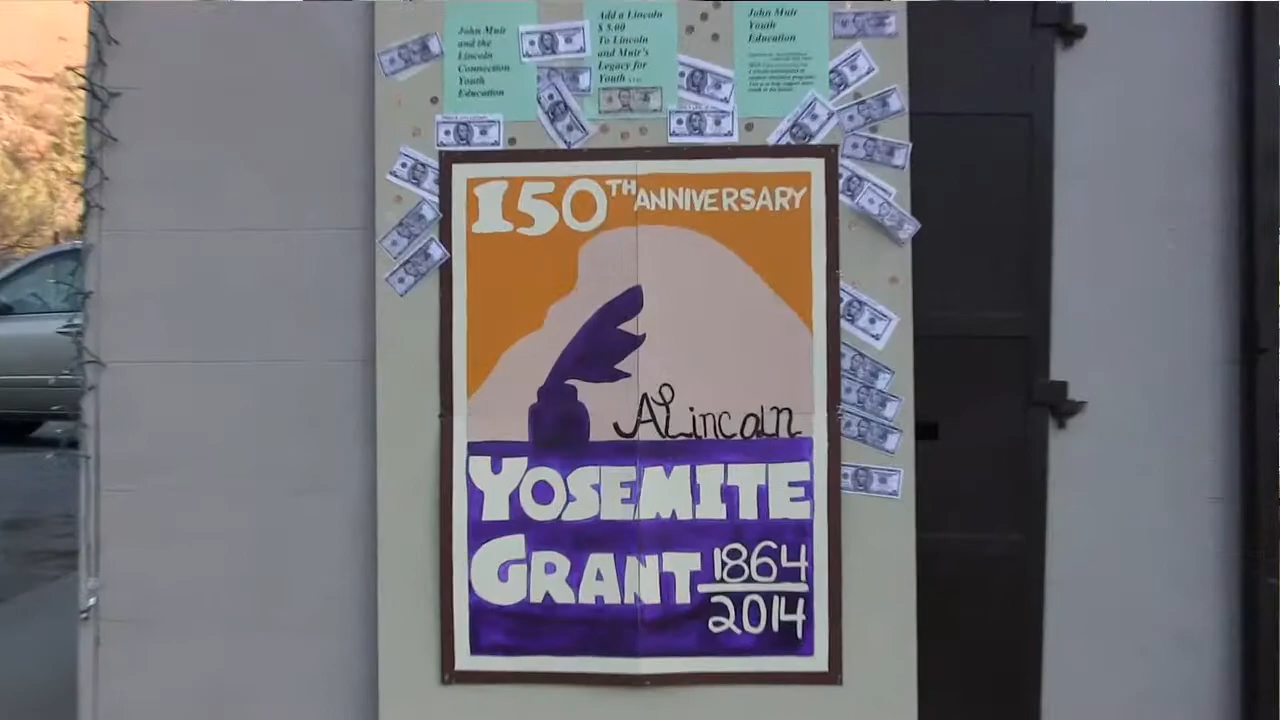 John Muir
and the
Lincoln
Connection
Youth
Education
Add a Lincoln
$ 5.00
To Lincoln
and Muir's
Legacy for
Youth
John Muir
Youth
Education
150TH ANNIVERSARY
ALincoln
YOSEMITE
GRANT 1864
2014